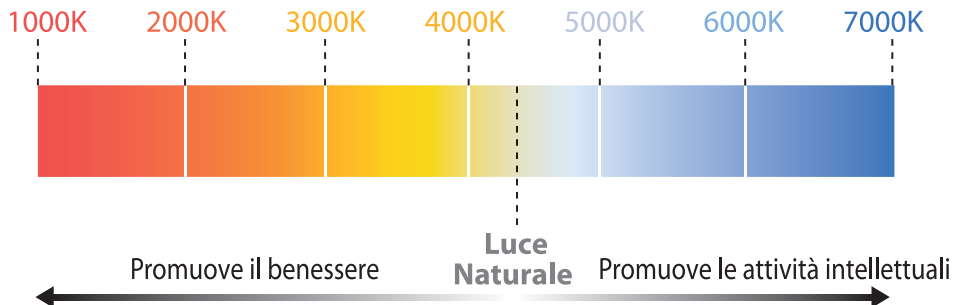 1000K 2000K 3000K 4000K 5000K 6000K 7000K
Luce
Naturale
Promuove il benessere
Promuove le attività intellettuali